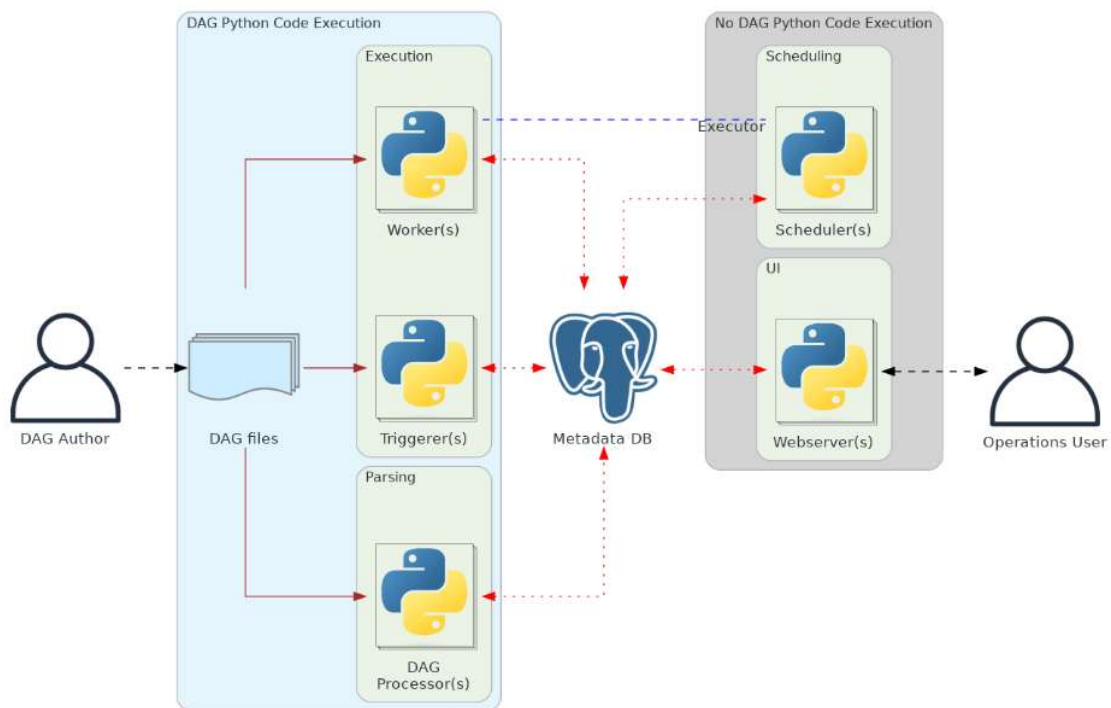 DAG Python Code Execution
No DAG Python Code Execution
Execution
Scheduling
Executor
Worker(s)
Scheduler(s)
UI
DAG Author
DAG files
Triggerer(s)
Metadata DB
Webserver(s)
Operations User
Parsing
DAG
Processor(s)